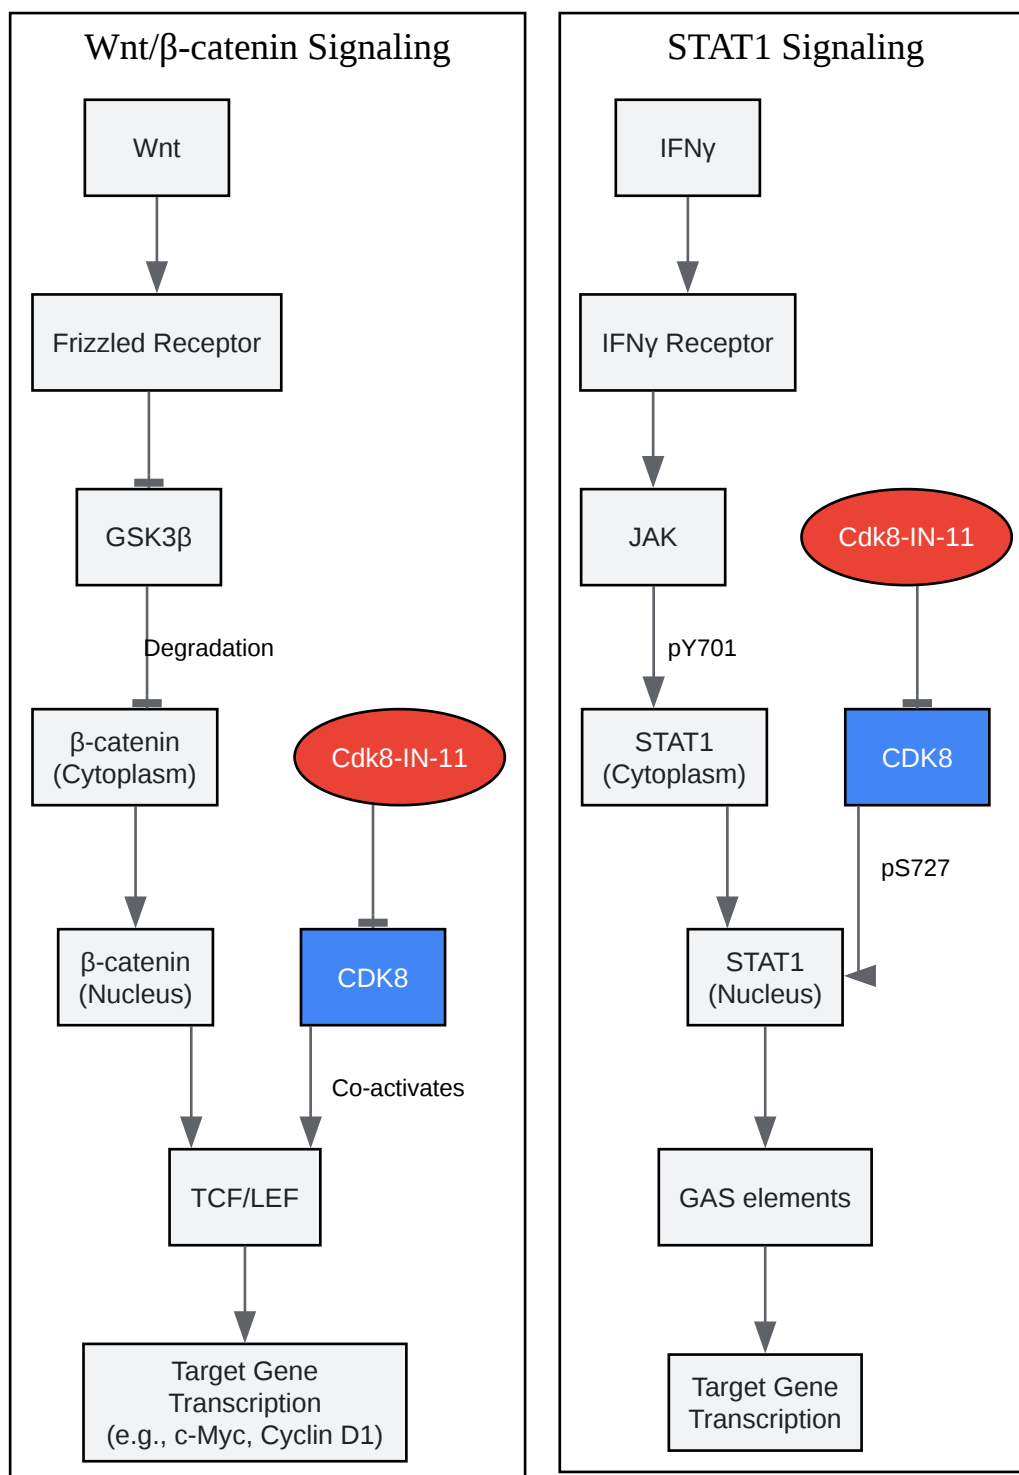 Wnt/β-catenin Signaling
Wnt
Frizzled Receptor
GSK3β
Degradation
β-catenin
(Cytoplasm)
Cdk8-IN-11
β-catenin
(Nucleus)
CDK8
Co-activates
TCF/LEF
Target Gene
Transcription
(e.g., c-Myc, Cyclin D1)
STAT1 Signaling
IFNγ
IFNγ Receptor
JAK
Cdk8-IN-11
pY701
STAT1
(Cytoplasm)
CDK8
pS727
STAT1
(Nucleus)
GAS elements
Target Gene
Transcription